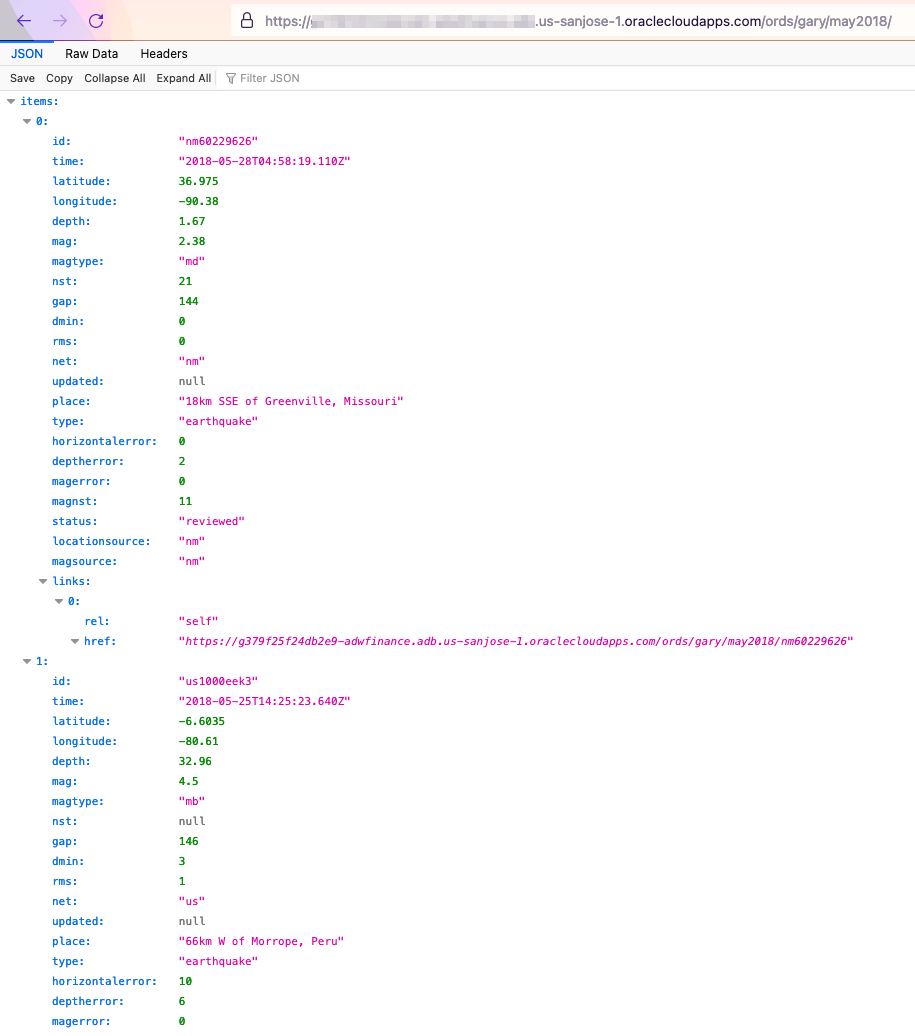 https://.us-sanjose-1.oraclecloudapps.com/ords/gary/may2018/
JSON Raw Data Headers
Save Copy Collapse All Expand All Filter JSON
items:
0:
id: "nm60229626"
time: "2018-05-28T04:58:19.110Z"
latitude: 36.975
longitude: -90.38
depth: 1.67
mag: 2.38
magtype: "md"
nst: 21
gap: 144
dmin: 0
rms: 0
net: "nm"
updated: null
place: "18km SSE of Greenville, Missouri"
type: "earthquake"
horizontalerror: 0
deptherror: 2
magerror: 0
magnst: 11
status: "reviewed"
locationsource: "nm"
magsource: "nm"
links:
0:
rel: "self"
href: "https://g379f25f24db2e9-adwfinance.adb.us-sanjose-1.oraclecloudapps.com/ords/gary/may2018/nm60229626"
1:
id: "us1000eek3"
time: "2018-05-25T14:25:23.640Z"
latitude: -6.6035
longitude: -80.61
depth: 32.96
mag: 4.5
magtype: "mb"
nst: null
gap: 146
dmin: 3
rms: 1
net: "us"
updated: null
place: "66km W of Morrope, Peru"
type: "earthquake"
horizontalerror: 10
deptherror: 6
magerror: 0